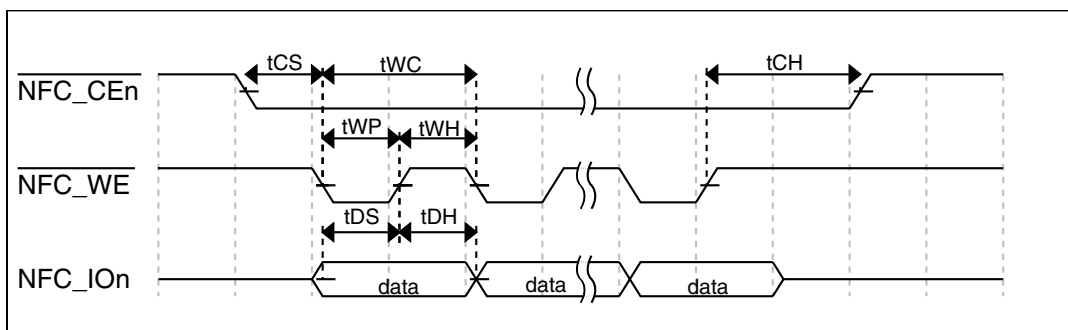 tCS tWC tCH
NFC_CEn
tWP tWH
NFC_WE
tDS tDH
NFC_IOn data data data